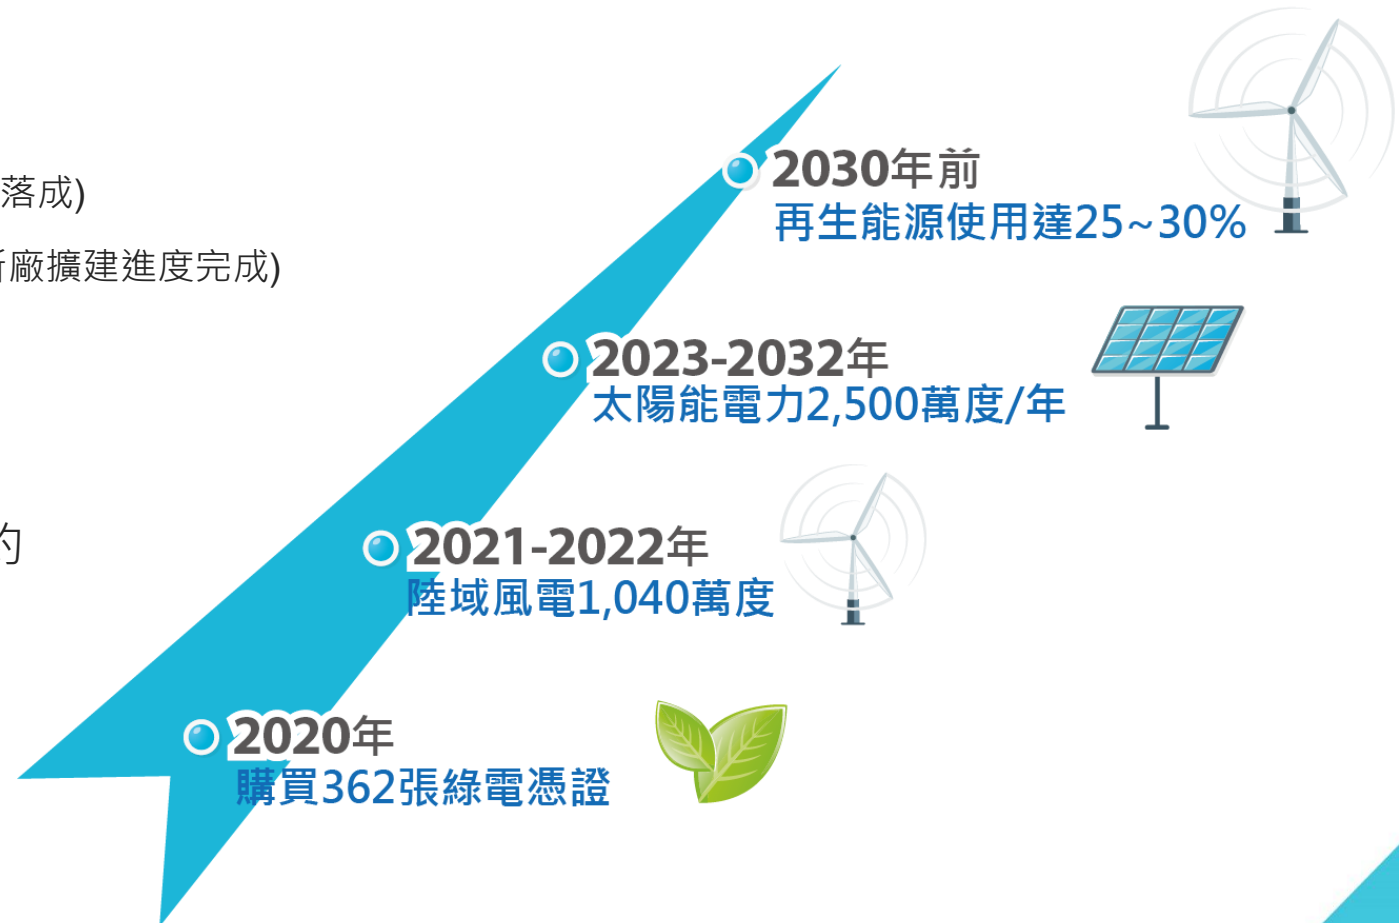 落成)
廠擴建進度完成)
約
2030年前
再生能源使用達25~30%
2023-2032年
太陽能電力2,500萬度/年
2021-2022年
陸域風電1,040萬度
2020年
購買362張綠電憑證